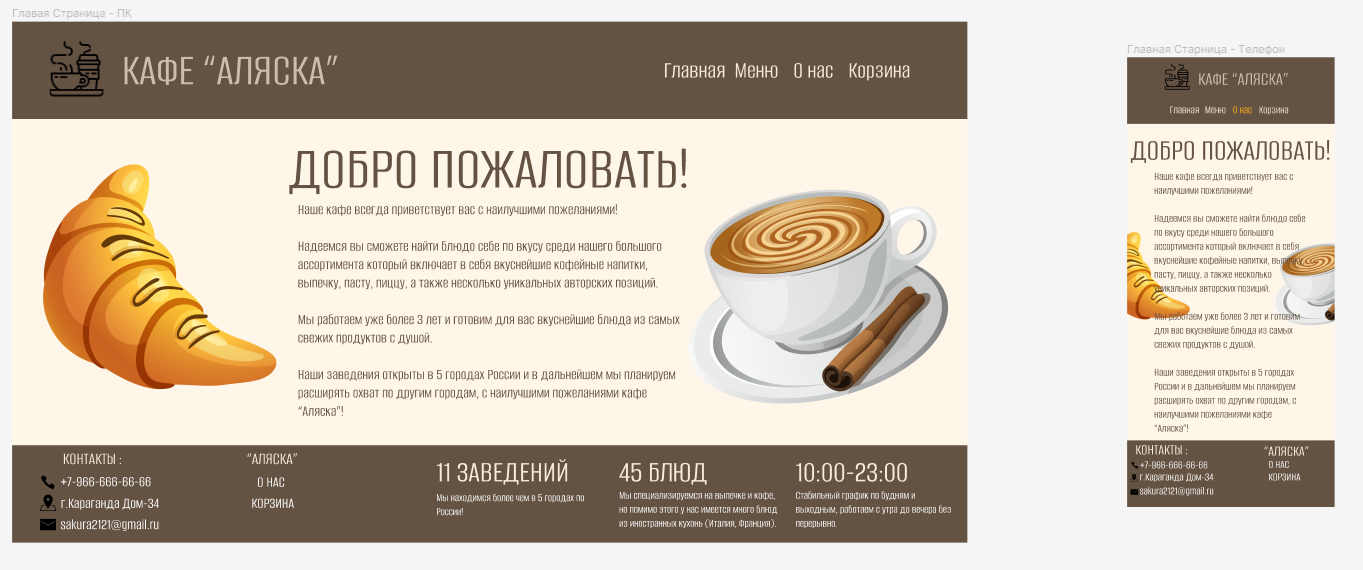 Главая Страница - ПК
КАФЕ “АЛЯСКА”
Главная Меню О нас Корзина
ДОБРО ПОЖАЛОВАТЬ!
Наше кафе всегда приветствует вас с наилучшими пожеланиями!
Надеемся вы сможете найти блюдо себе по вкусу среди нашего большого
ассортимента который включает в себя вкуснейшие кофейные напитки,
выпечку, пасту, пиццу, а также несколько уникальных авторских позиций.
Мы работаем уже более 3 лет и готовим для вас вкуснейшие блюда из самых
свежих продуктов с душой.
Наши заведения открыты в 5 городах России и в дальнейшем мы планируем
расширять охват по другим городам, с наилучшими пожеланиями кафе
“Аляска”!
КОНТАКТЫ :
+7-966-666-66-66
г.Караганда Дом-34
sakura2121@gmail.ru
“АЛЯСКА”
О НАС
КОРЗИНА
11 ЗАВЕДЕНИЙ
Мы находимся более чем в 5 городах по
России!
45 БЛЮД
Мы специализируемся на выпечке и кофе,
но помимо этого у нас имеется много блюд
из иностранных кухонь (Италия, Франция).
10:00-23:00
Стабильный график по будням и
выходным, работаем с утра до вечера без
перерывно.
Главная Старница - Телефон
КАФЕ “АЛЯСКА”
Главная Меню О нас Корзина
ДОБРО ПОЖАЛОВАТЬ!
Наше кафе всегда приветствует вас с
наилучшими пожеланиями!
Надеемся вы сможете найти блюдо себе
по вкусу среди нашего большого
ассортимента который включает в себя
вкуснейшие кофейные напитки, выпечку,
пасту, пиццу, а также несколько
уникальных авторских позиций.
Мы работаем уже более 3 лет и готовим
для вас вкуснейшие блюда из самых
свежих продуктов с душой.
Наши заведения открыты в 5 городах
России и в дальнейшем мы планируем
расширять охват по другим городам, с
наилучшими пожеланиями кафе
“Аляска”!
КОНТАКТЫ :
+7-966-666-66-66
г.Караганда Дом-34
sakura2121@gmail.ru
“АЛЯСКА”
О НАС
КОРЗИНА